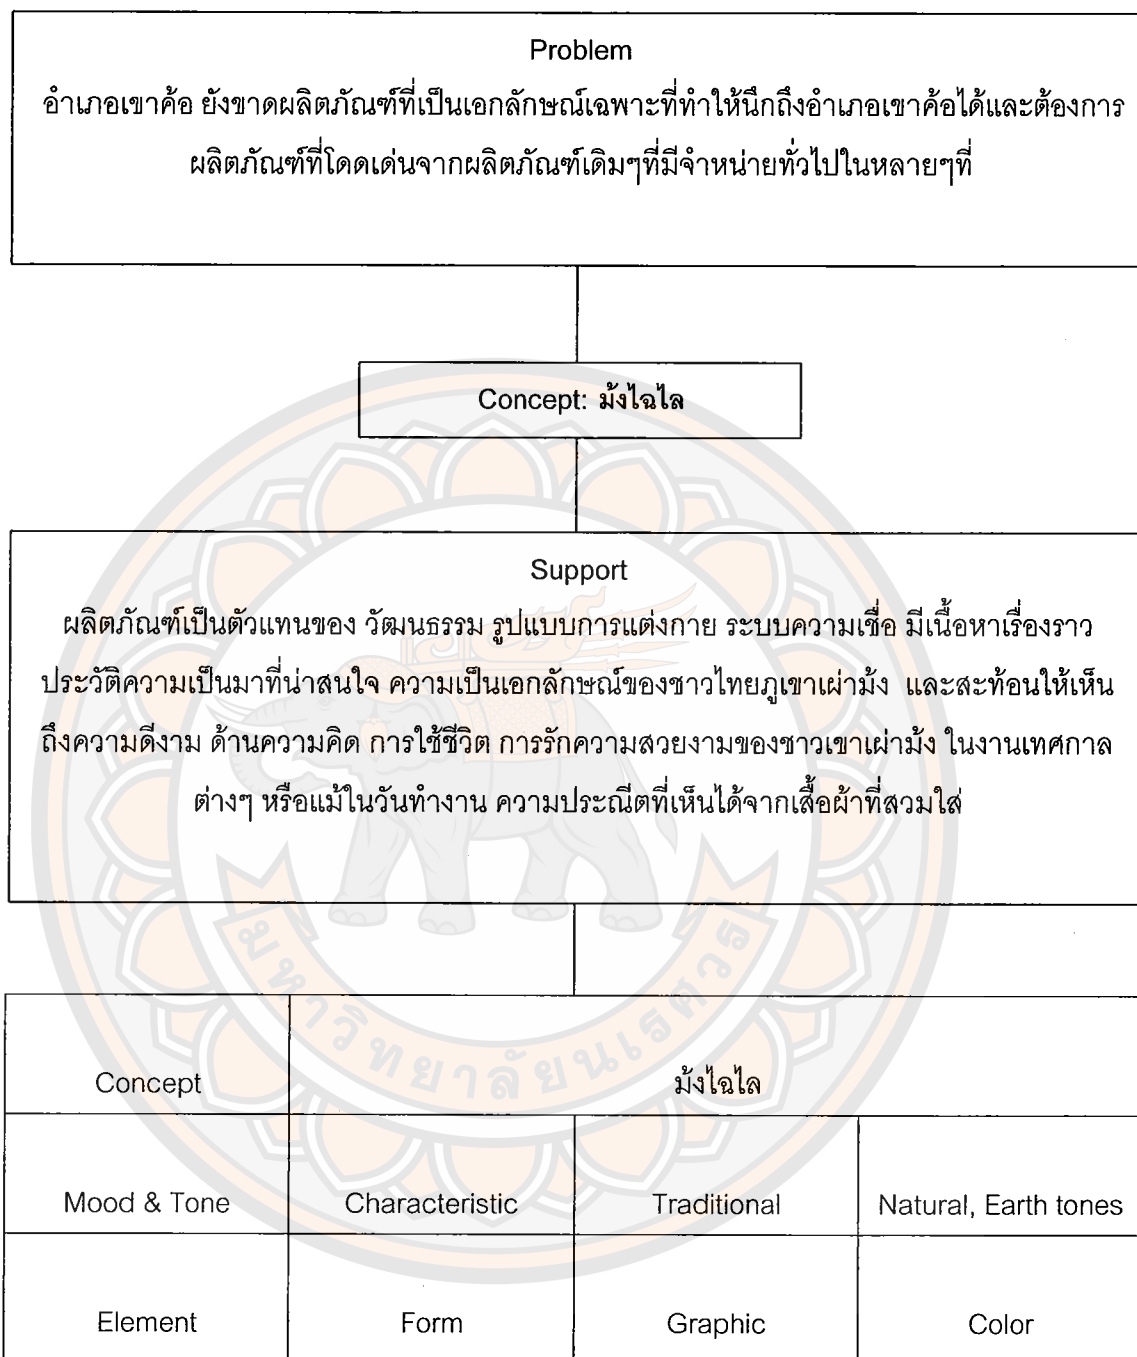 Problem
อำเภอเขาค้อ ยังขาดผลิตภัณฑ์ที่เป็นเอกลักษณ์เฉพาะที่ทำให้นึกถึงอำเภอเขาค้อได้และต้องการ
ผลิตภัณฑ์ที่โดดเด่นจากผลิตภัณฑ์เดิมๆที่มีจำหน่ายทั่วไปในหลายๆที่
Concept: ม้งไฉไล
Support
ผลิตภัณฑ์เป็นตัวแทนของ วัฒนธรรม รูปแบบการแต่งกาย ระบบความเชื่อ มีเนื้อหาเรื่องราว
ประวัติความเป็นมาที่น่าสนใจ ความเป็นเอกลักษณ์ของชาวไทยภูเขาเผ่าม้ง และสะท้อนให้เห็น
ถึงความดีงาม ด้านความคิด การใช้ชีวิต การรักความสวยงามของชาวเขาเผ่าม้ง ในงานเทศกาล
ต่างๆ หรือแม้ในวันทำงาน ความประณีตที่เห็นได้จากเสื้อผ้าที่สวมใส่
มหาวิทยาลัยนเรศวร
Concept ม้งไฉไล
Mood & Tone Characteristic Traditional Natural, Earth tones
Element Form Graphic Color